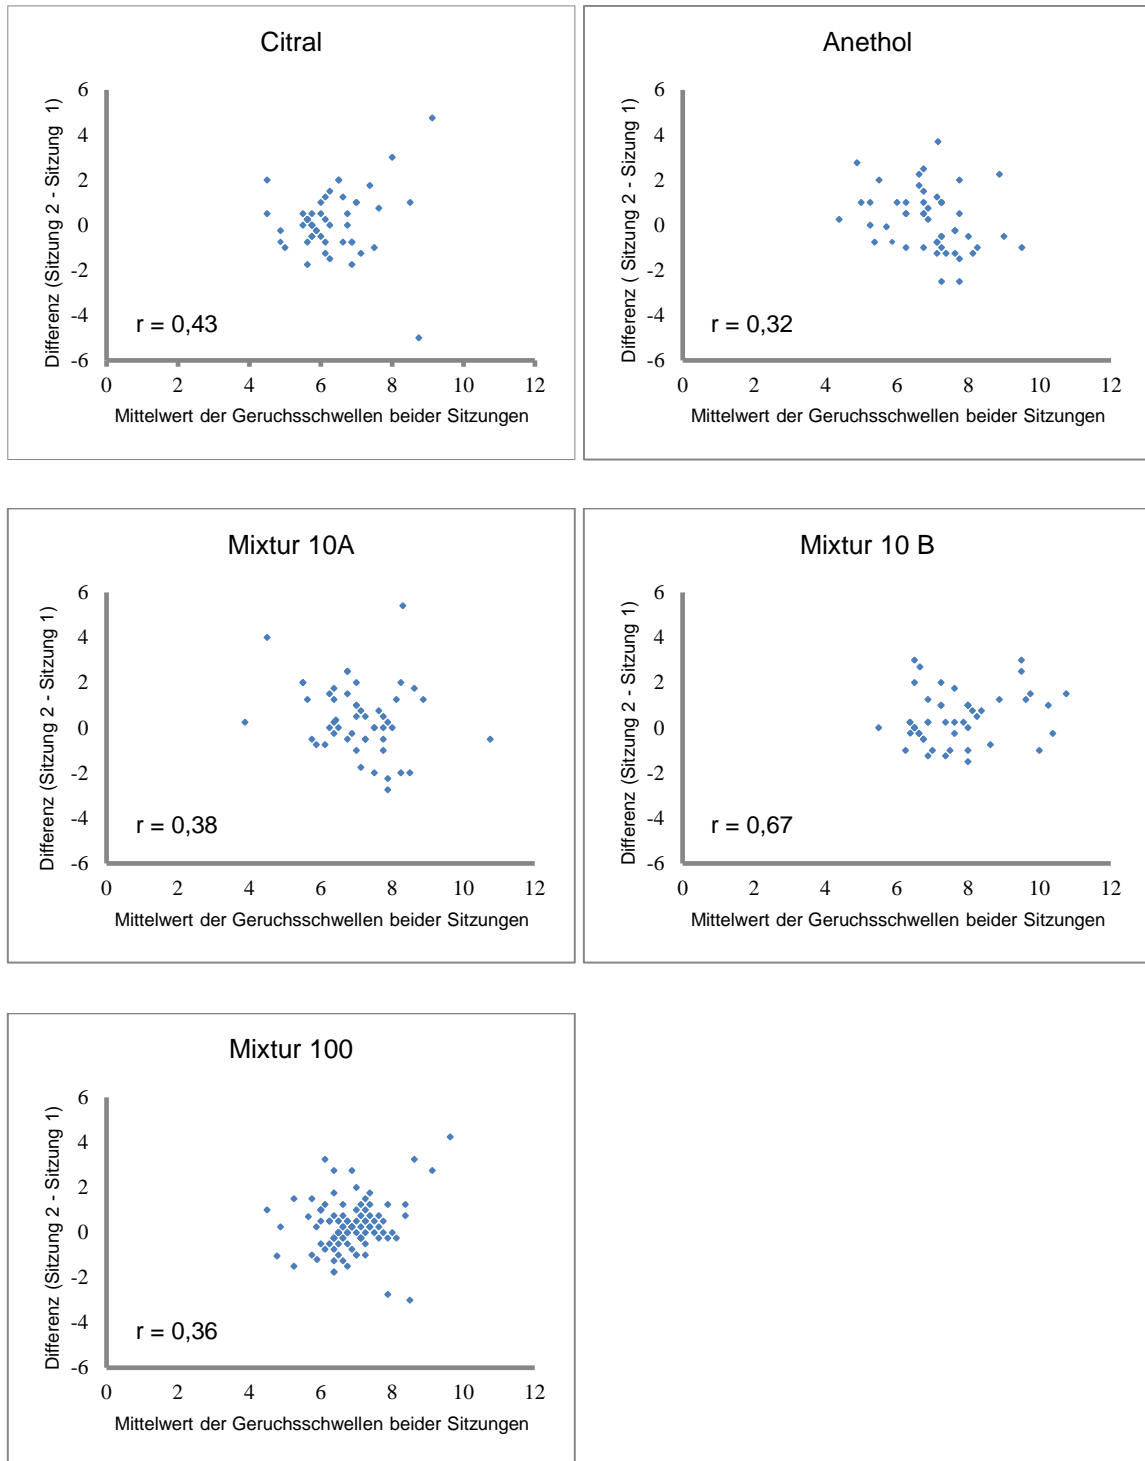 Citral
Differenz (Sitzung 2 - Sitzung 1)
6
4
2
0
-2
-4
-6
r = 0,43
0 2 4 6 8 10 12
Mittelwert der Geruchsschwellen beider Sitzungen
Anethol
Differenz ( Sitzung 2 - Sizung 1)
6
4
2
0
-2
-4
-6
r = 0,32
0 2 4 6 8 10 12
Mittelwert der Geruchsschwellen beider Sitzungen
Mixtur 10A
Differenz (Sitzung 2 - Sitzung 1)
6
4
2
0
-2
-4
-6
r = 0,38
0 2 4 6 8 10 12
Mittelwert der Geruchsschwellen beider Sitzungen
Mixtur 10 B
Differenz (Sitzung 2 - Sitzung 1)
6
4
2
0
-2
-4
-6
r = 0,67
0 2 4 6 8 10 12
Mittelwert der Geruchsschwellen beider Sitzungen
Mixtur 100
Differenz (Sitzung 2 - Sitzung 1)
6
4
2
0
-2
-4
-6
r = 0,36
0 2 4 6 8 10 12
Mittelwert der Geruchsschwellen beider Sitzungen